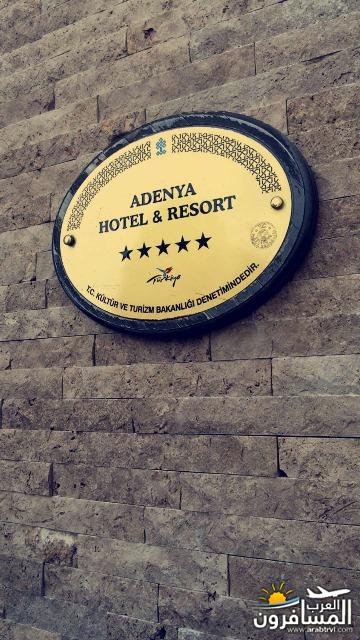 ADENYA
HOTEL & RESORT
★★★★★
Türkiye
T.C. KÜLTÜR VE TURİZM BAKANLIĞI DENETİMİNDEDİR.
العرب
المسافرون
www.arabtrvl.com